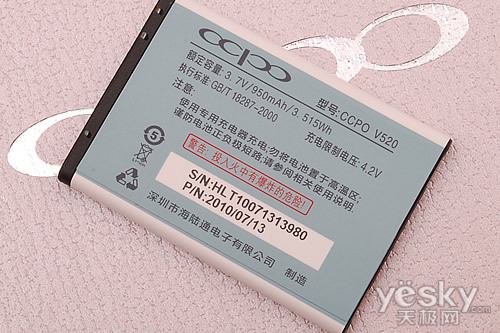 ccpo
型号:CCPO V520
额定容量:3.7V/950mAh/3.515Wh
执行标准:GB/T 18287-2000
充电限制电压:4.2V
注意:
使用专用充电器充电;勿将电池置于高温区;
谨防电池正负极短路;请参阅相关说明。
警告:投入火中有爆炸的危险!
S/N:HLT10071313980
P/N:2010/07/13
深圳市海陆通电子有限公司 制造
5
yesky
天极网